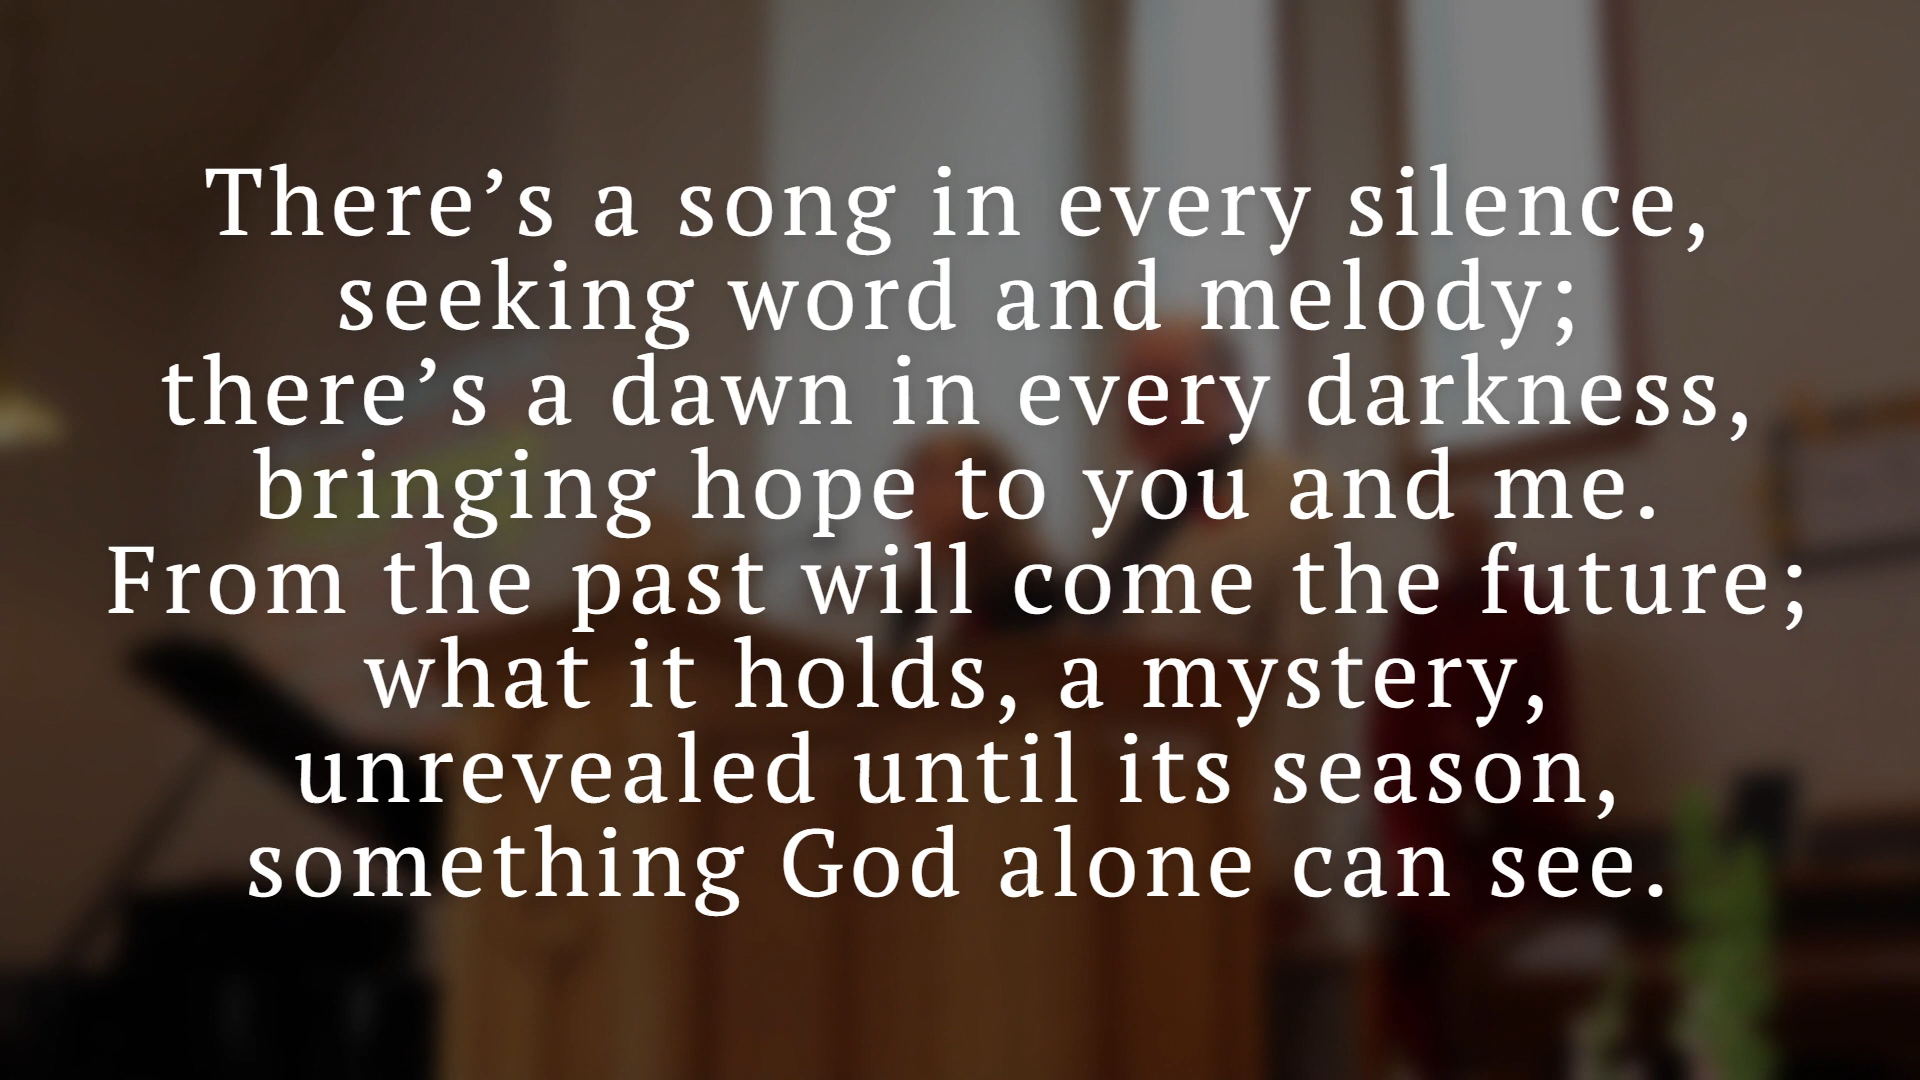 There’s a song in every silence,
seeking word and melody;
there’s a dawn in every darkness,
bringing hope to you and me.
From the past will come the future;
what it holds, a mystery,
unrevealed until its season,
something God alone can see.